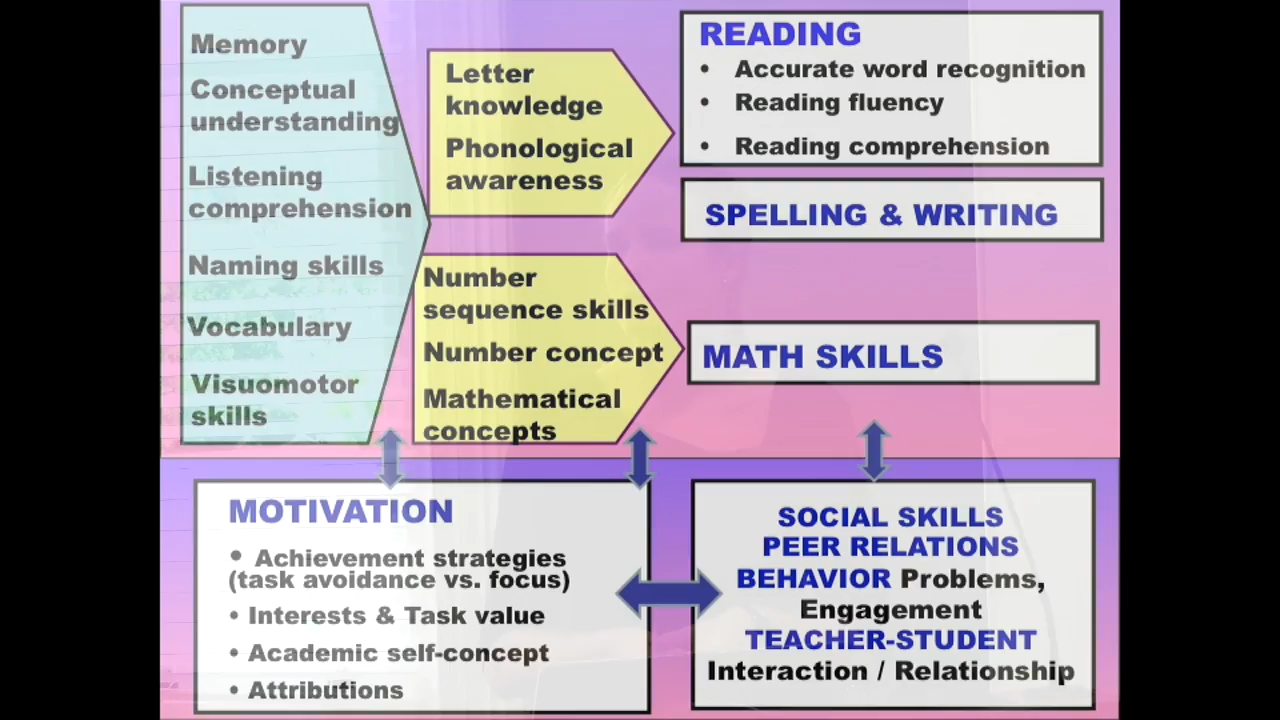 Memory
Conceptual
understanding
Listening
comprehension
Naming skills
Vocabulary
Visuomotor
skills
Letter
knowledge
Phonological
awareness
Number
sequence skills
Number concept
Mathematical
concepts
READING
• Accurate word recognition
• Reading fluency
• Reading comprehension
SPELLING & WRITING
MATH SKILLS
MOTIVATION
• Achievement strategies
(task avoidance vs. focus)
• Interests & Task value
• Academic self-concept
• Attributions
SOCIAL SKILLS
PEER RELATIONS
BEHAVIOR Problems,
Engagement
TEACHER-STUDENT
Interaction / Relationship